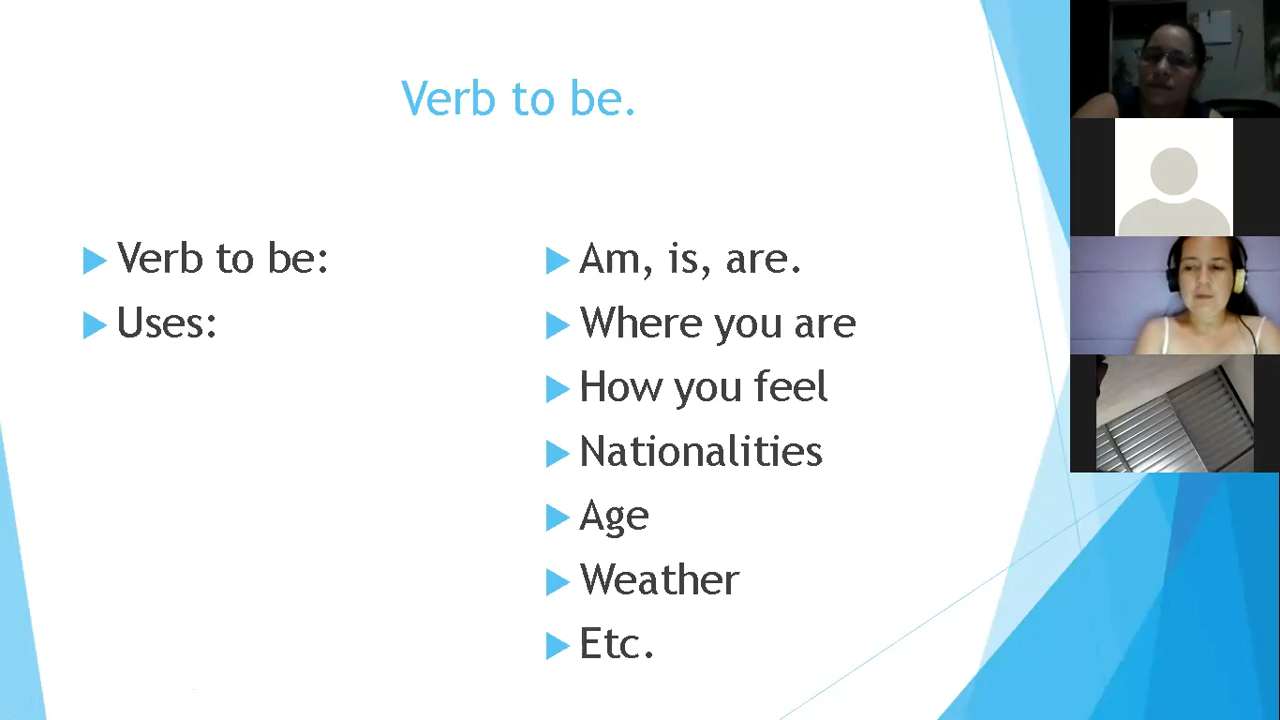 Verb to be.
Verb to be:
Uses:
Am, is, are.
Where you are
How you feel
Nationalities
Age
Weather
Etc.